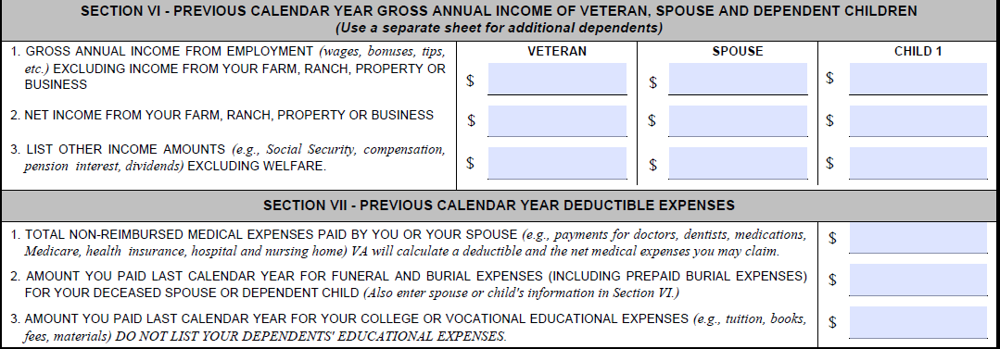 SECTION VI - PREVIOUS CALENDAR YEAR GROSS ANNUAL INCOME OF VETERAN, SPOUSE AND DEPENDENT CHILDREN
(Use a separate sheet for additional dependents)
1. GROSS ANNUAL INCOME FROM EMPLOYMENT (wages, bonuses, tips,
etc.) EXCLUDING INCOME FROM YOUR FARM, RANCH, PROPERTY OR
BUSINESS
VETERAN SPOUSE CHILD 1
$ $ $
2. NET INCOME FROM YOUR FARM, RANCH, PROPERTY OR BUSINESS
$ $ $
3. LIST OTHER INCOME AMOUNTS (e.g., Social Security, compensation,
pension interest, dividends) EXCLUDING WELFARE.
$ $ $
SECTION VII - PREVIOUS CALENDAR YEAR DEDUCTIBLE EXPENSES
1. TOTAL NON-REIMBURSED MEDICAL EXPENSES PAID BY YOU OR YOUR SPOUSE (e.g., payments for doctors, dentists, medications,
Medicare, health insurance, hospital and nursing home) VA will calculate a deductible and the net medical expenses you may claim.
$
2. AMOUNT YOU PAID LAST CALENDAR YEAR FOR FUNERAL AND BURIAL EXPENSES (INCLUDING PREPAID BURIAL EXPENSES)
FOR YOUR DECEASED SPOUSE OR DEPENDENT CHILD (Also enter spouse or child's information in Section VI.)
$
3. AMOUNT YOU PAID LAST CALENDAR YEAR FOR YOUR COLLEGE OR VOCATIONAL EDUCATIONAL EXPENSES (e.g., tuition, books,
fees, materials) DO NOT LIST YOUR DEPENDENTS' EDUCATIONAL EXPENSES.
$